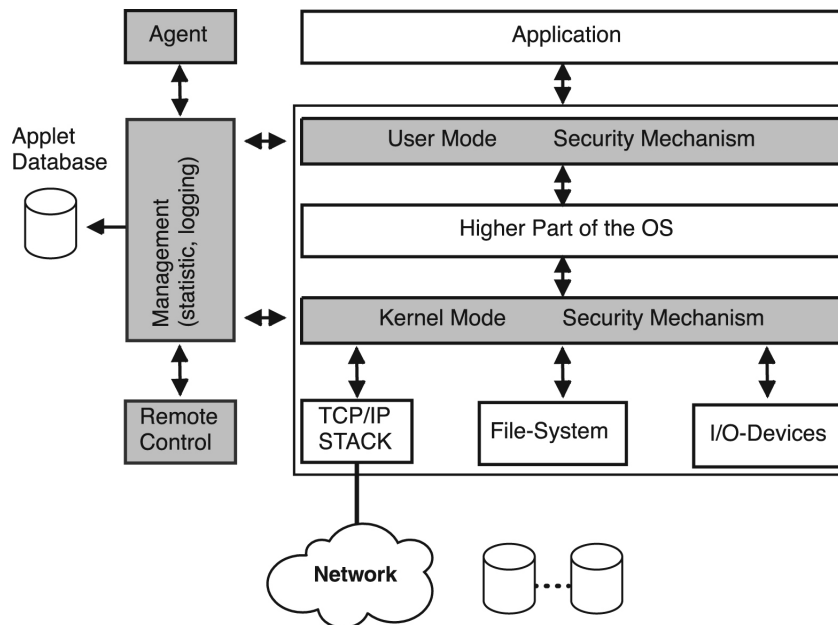 Agent
Application
Applet
Database
Management
(statistic, logging)
User Mode Security Mechanism
Higher Part of the OS
Kernel Mode Security Mechanism
Remote
Control
TCP/IP
STACK
File-System
I/O-Devices
Network